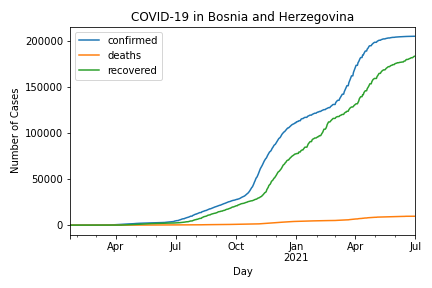 COVID-19 in Bosnia and Herzegovina
confirmed
deaths
recovered
Number of Cases
200000
150000
100000
50000
0
Apr
Jul
Oct
Jan
2021
Apr
Jul
Day